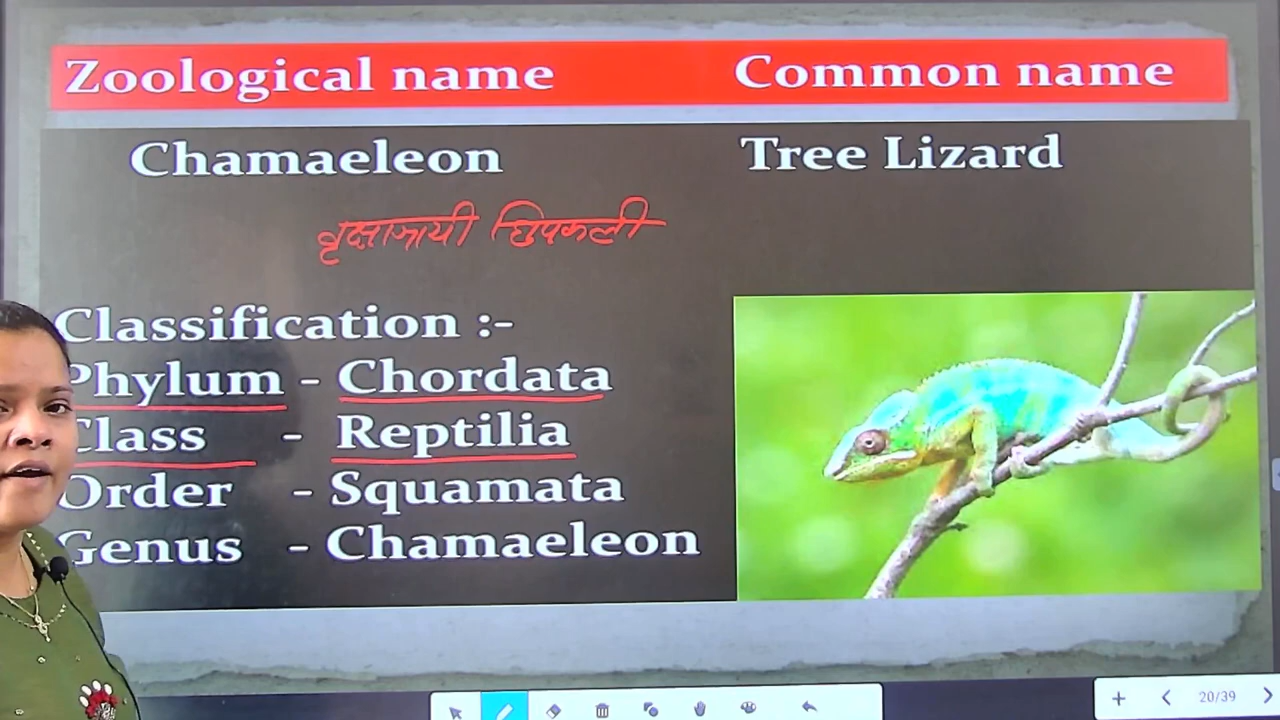 Zoological name Common name
Chamaeleon Tree Lizard
वृक्षाश्रयी छिपकली
Classification :-
Phylum - Chordata
Class - Reptilia
Order - Squamata
Genus - Chamaeleon
20/39